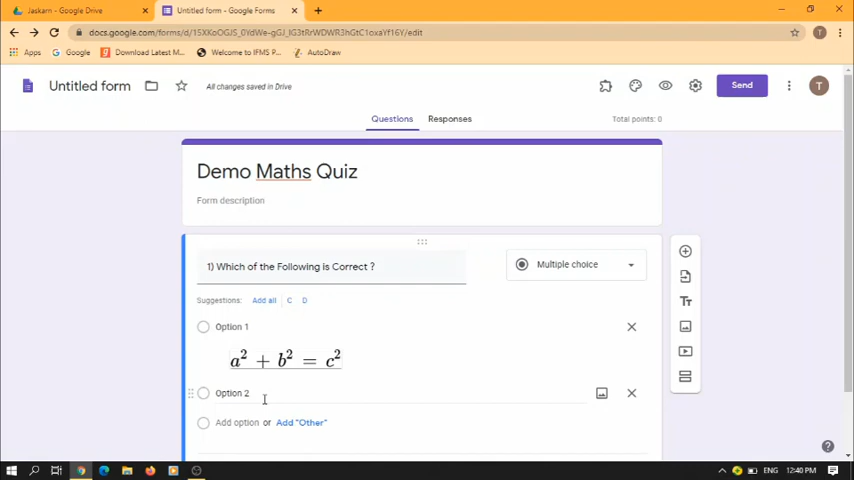 Jaskarn – Google Drive
Untitled form - Google Forms
docs.google.com/forms/d/15XKoOGJS_0YdWe-gGJ_lG3tRrWDWR3hGtC1oxaYf16Y/edit
Apps Google Download Latest M... Welcome to IFMS P... AutoDraw
T
Untitled form
All changes saved in Drive
Send
T
Questions Responses
Total points: 0
Demo Maths Quiz
Form description
1) Which of the Following is Correct ?
Multiple choice
Suggestions: Add all C D
Option 1
a² + b² = c²
Option 2
Add option or Add "Other"
ENG 12:40 PM